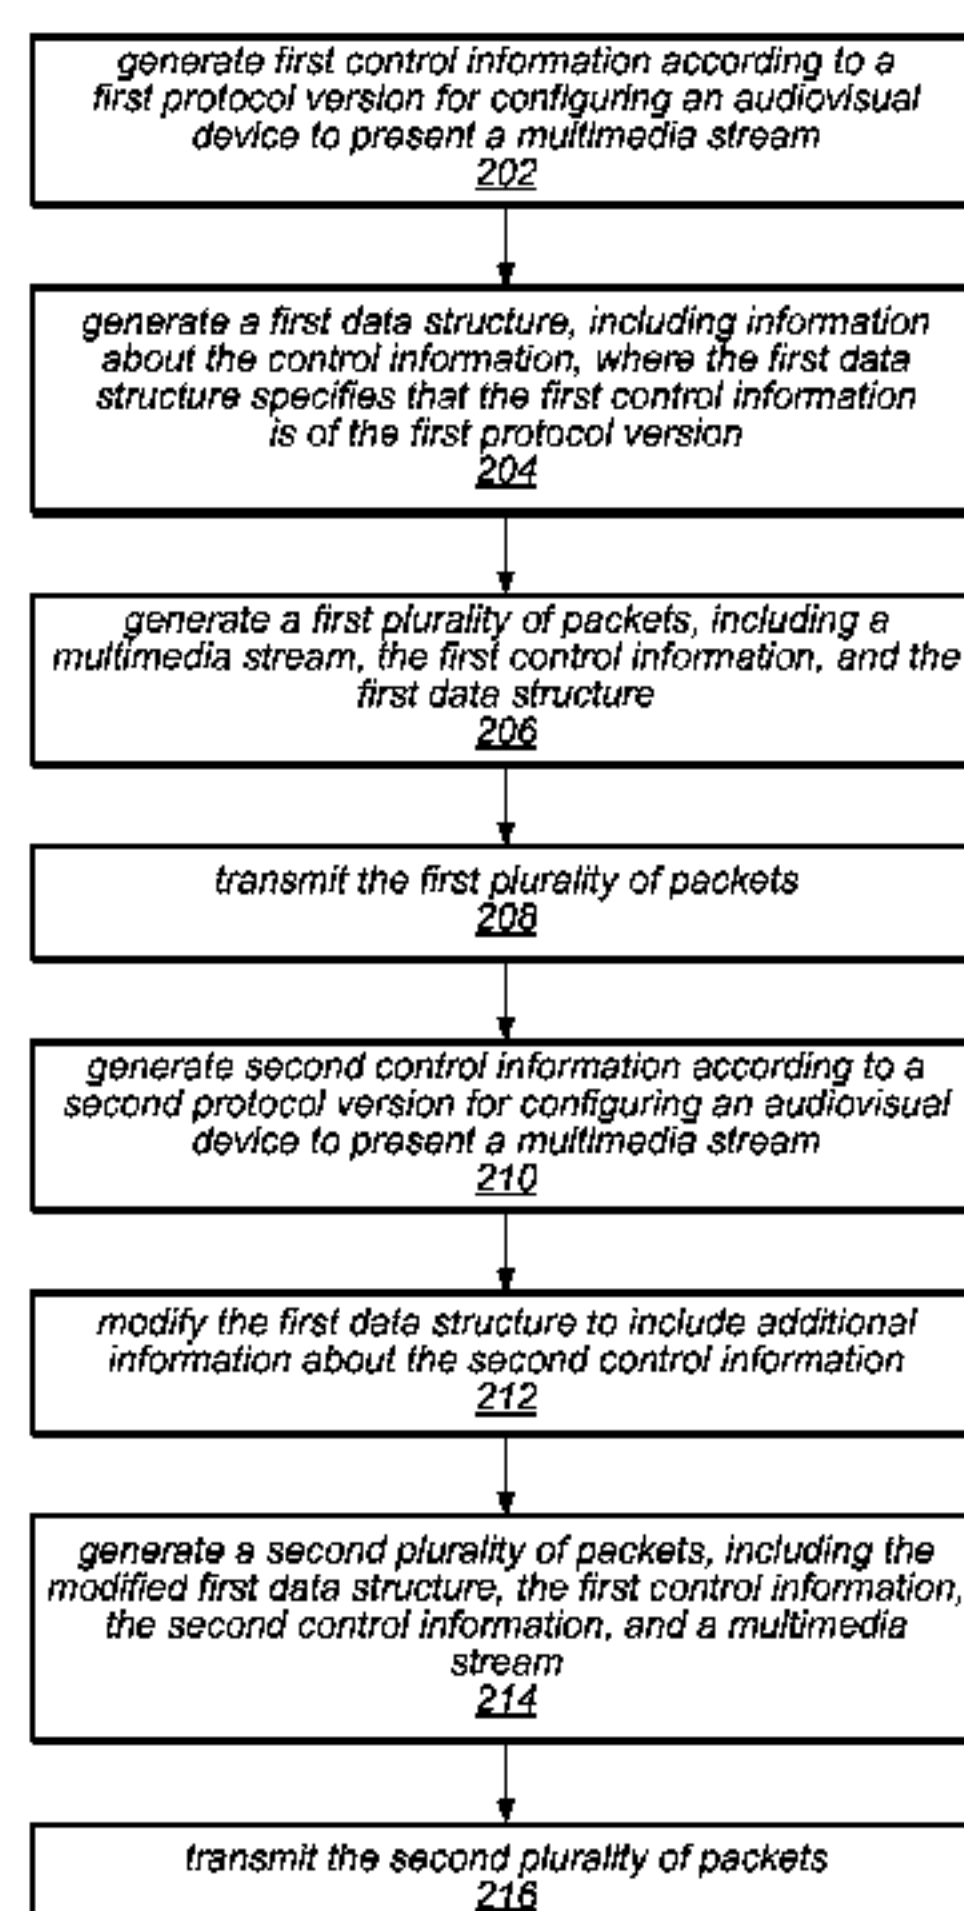 generate first control information according to a
first protocol version for configuring an audiovisual
device to present a multimedia stream
202
generate a first data structure, including information
about the control information, where the first data
structure specifies that the first control information
is of the first protocol version
204
generate a first plurality of packets, including a
multimedia stream, the first control information, and the
first data structure
206
transmit the first plurality of packets
208
generate second control information according to a
second protocol version for configuring an audiovisual
device to present a multimedia stream
210
modify the first data structure to include additional
information about the second control information
212
generate a second plurality of packets, including the
modified first data structure, the first control information,
the second control information, and a multimedia
stream
214
transmit the second plurality of packets
216